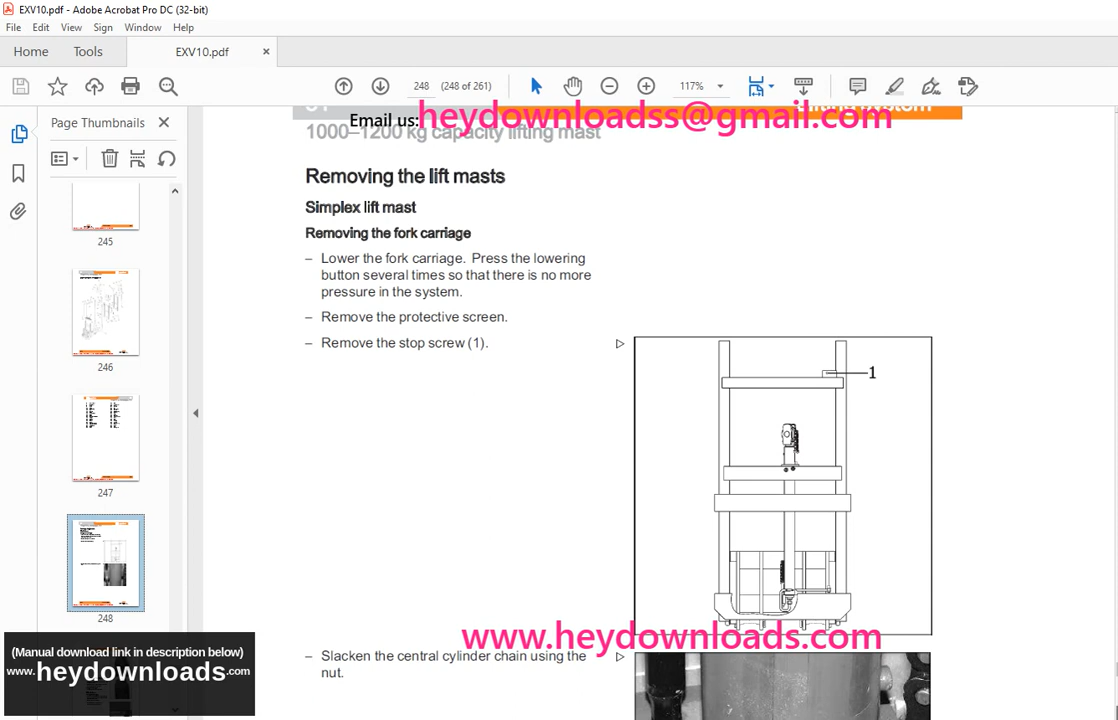 EXV10.pdf - Adobe Acrobat Pro DC (32-bit)
File Edit View Sign Window Help
Home Tools EXV10.pdf ×
248 (248 of 261) 117%
Page Thumbnails ×
245
246
247
248
Email us:heydownloadss@gmail.com
1000–1200 kg capacity lifting mast
Removing the lift masts
Simplex lift mast
Removing the fork carriage
– Lower the fork carriage. Press the lowering
button several times so that there is no more
pressure in the system.
– Remove the protective screen.
– Remove the stop screw (1).
1
www.heydownloads.com
– Slacken the central cylinder chain using the
nut.
(Manual download link in description below)
www.heydownloads.com